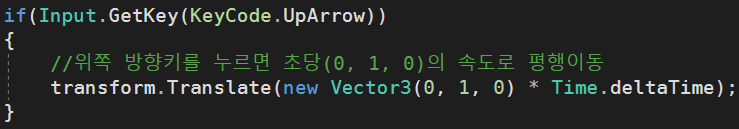 if(Input.GetKey(KeyCode.UpArrow))
{
//위쪽 방향키를 누르면 초당(0, 1, 0)의 속도로 평행이동
transform.Translate(new Vector3(0, 1, 0) * Time.deltaTime);
}